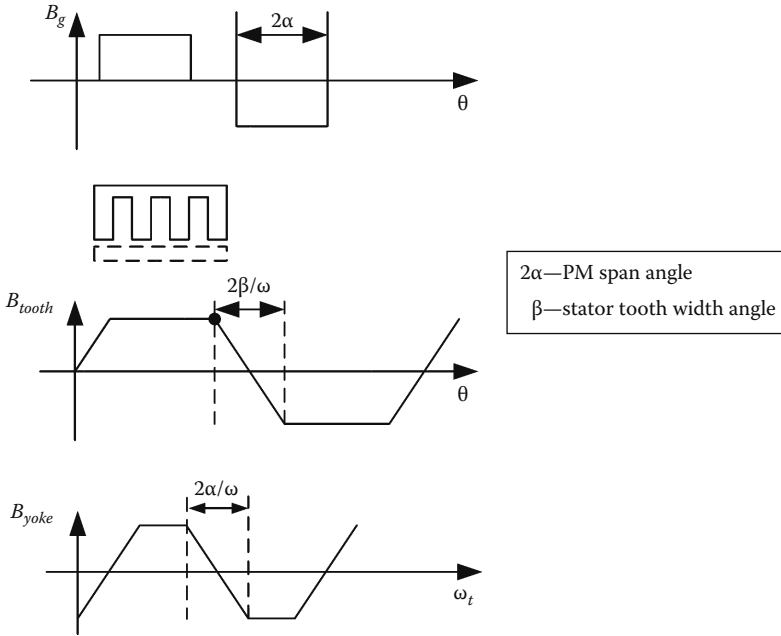 B_g
2α
θ
2β/ω
B_tooth
θ
2α—PM span angle
β—stator tooth width angle
2α/ω
B_yoke
ω_t